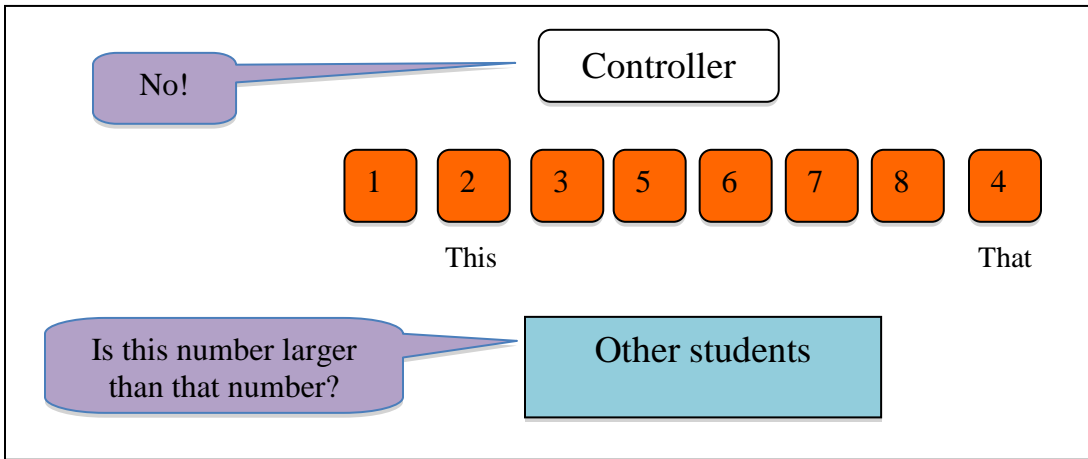 Controller
No!
1 2 3 5 6 7 8 4
This That
Is this number larger
than that number?
Other students